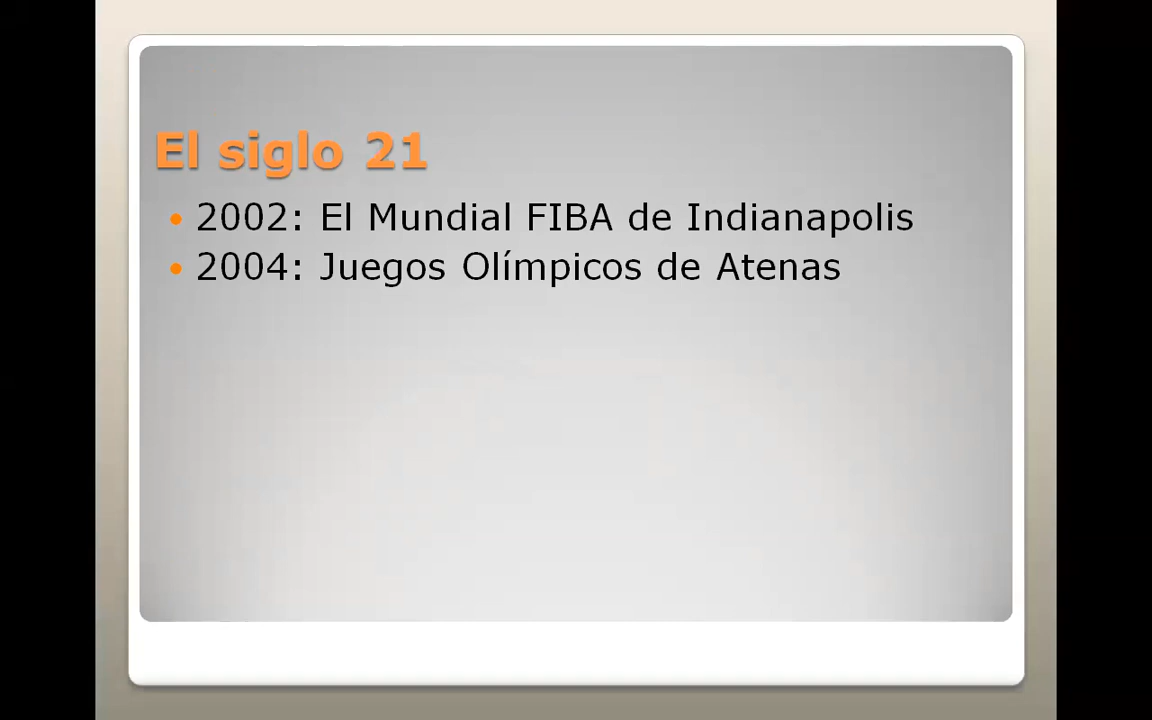 El siglo 21
• 2002: El Mundial FIBA de Indianapolis
• 2004: Juegos Olímpicos de Atenas